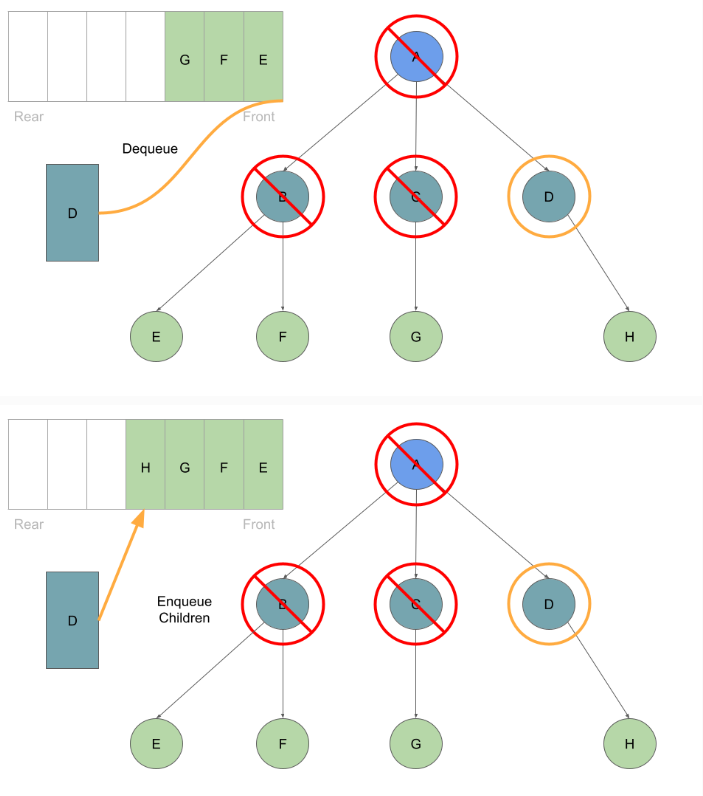 G F E
A
Rear Front
Dequeue
D
B C D
E F G H
H G F E
A
Rear Front
Enqueue
Children
D
B C D
E F G H